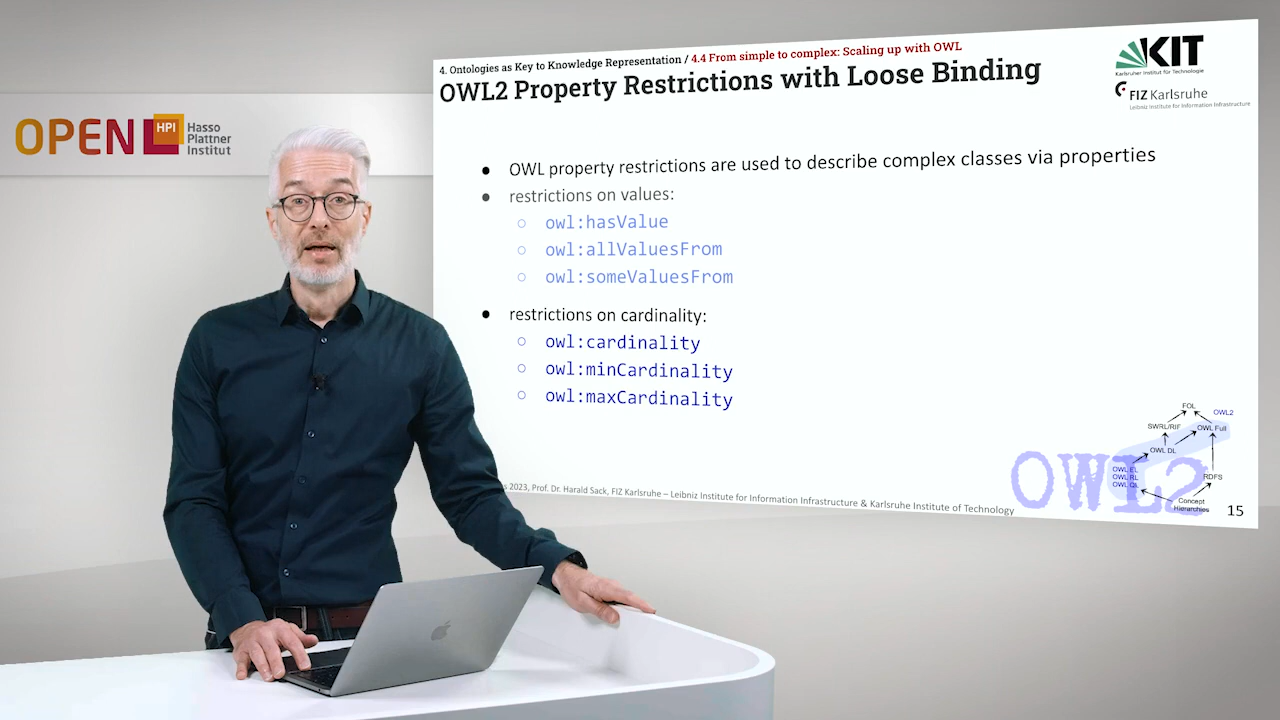 4. Ontologies as Key to Knowledge Representation / 4.4 From simple to complex: Scaling up with OWL
OWL2 Property Restrictions with Loose Binding
KIT
Karlsruher Institut für Technologie
FIZ Karlsruhe
Leibniz Institute for Information Infrastructure
OPEN HPI Hasso
Plattner
Institut
● OWL property restrictions are used to describe complex classes via properties
● restrictions on values:
○ owl:hasValue
○ owl:allValuesFrom
○ owl:someValuesFrom
● restrictions on cardinality:
○ owl:cardinality
○ owl:minCardinality
○ owl:maxCardinality
FOL
OWL2
SWRL/RIF
OWL Full
OWL DL
OWL EL
OWL RL
OWL QL
RDFS
Concept
Hierarchies
OWL2
2023, Prof. Dr. Harald Sack, FIZ Karlsruhe – Leibniz Institute for Information Infrastructure & Karlsruhe Institute of Technology
15